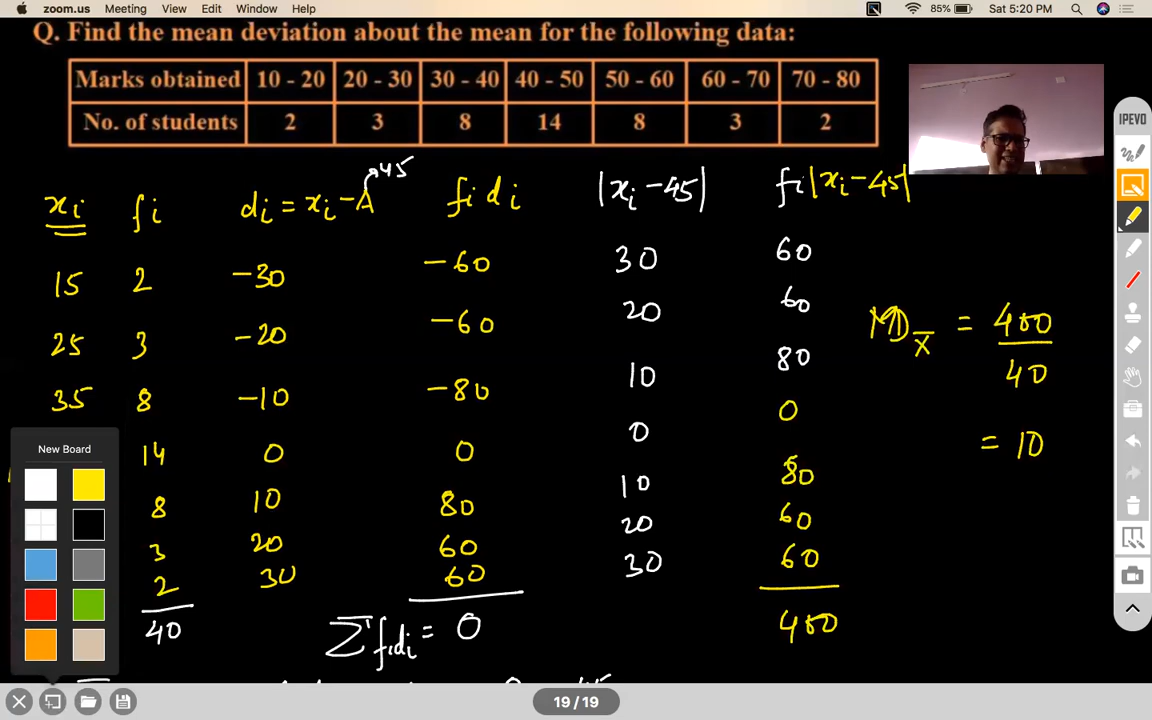 zoom.us Meeting View Edit Window Help 85% Sat 5:20 PM
Q. Find the mean deviation about the mean for the following data:
Marks obtained 10 - 20 20 - 30 30 - 40 40 - 50 50 - 60 60 - 70 70 - 80
No. of students 2 3 8 14 8 3 2
IPEVO
45
xi fi di = xi - A fi di |xi - 45| fi |xi - 45|
15 2 -30 -60 30 60
25 3 -20 -60 20 60
35 8 -10 -80 10 80
14 0 0 0 0
8 10 80 10 80
3 20 60 20 60
2 30 60 30 60
40 Σfidi = 0 400
MD x̄ = 400/40
= 10
New Board
19 / 19